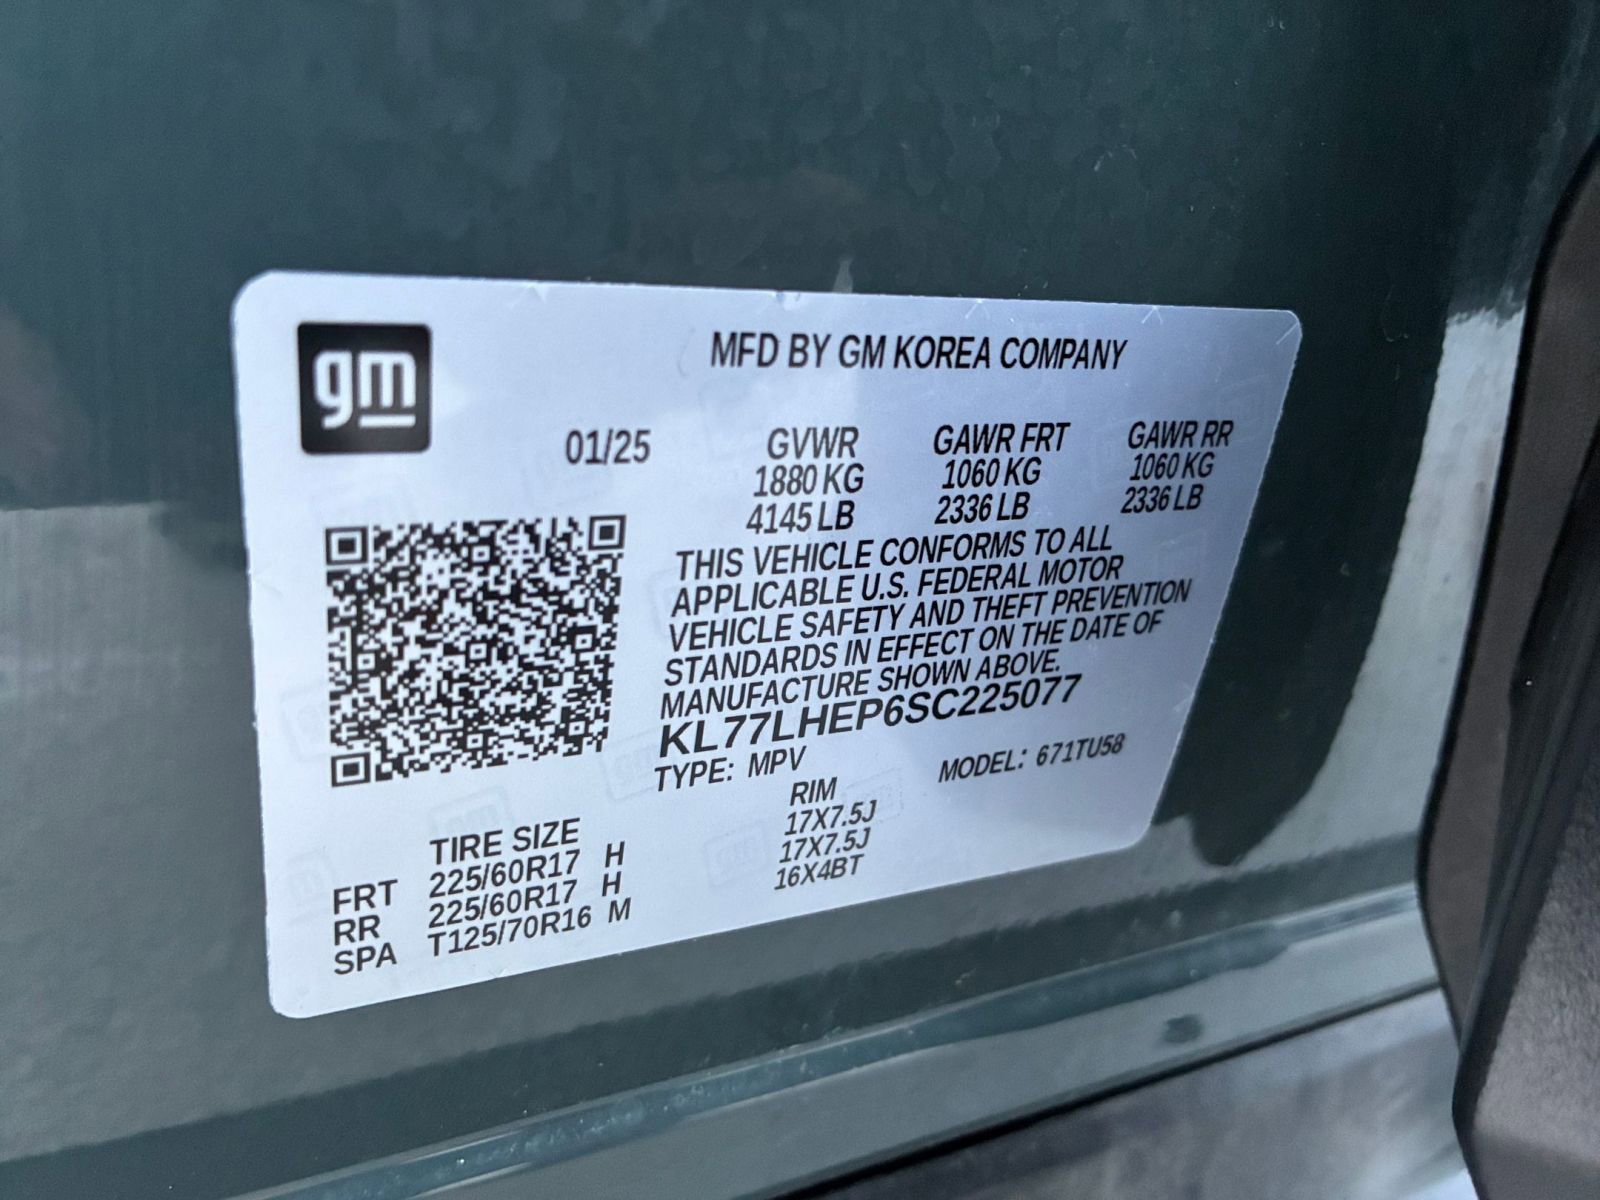 gm
MFD BY GM KOREA COMPANY
01/25 GVWR GAWR FRT GAWR RR
1880 KG 1060 KG 1060 KG
4145 LB 2336 LB 2336 LB
THIS VEHICLE CONFORMS TO ALL
APPLICABLE U.S. FEDERAL MOTOR
VEHICLE SAFETY AND THEFT PREVENTION
STANDARDS IN EFFECT ON THE DATE OF
MANUFACTURE SHOWN ABOVE.
KL77LHEP6SC225077
TYPE: MPV MODEL: 671TU58
TIRE SIZE RIM
FRT 225/60R17 H 17X7.5J
RR 225/60R17 H 17X7.5J
SPA T125/70R16 M 16X4BT